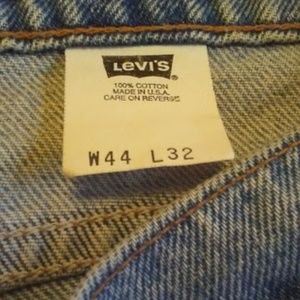 LEVI'S ®
100% COTTON
MADE IN U.S.A.
CARE ON REVERSE
W44 L32